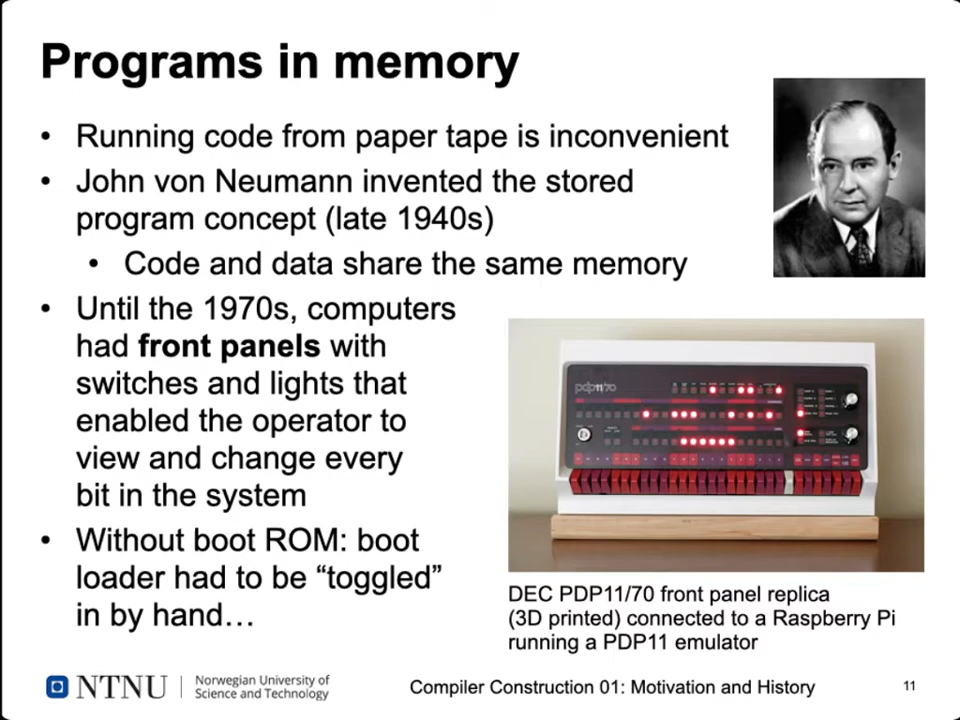 Programs in memory
• Running code from paper tape is inconvenient
• John von Neumann invented the stored
program concept (late 1940s)
• Code and data share the same memory
• Until the 1970s, computers
had front panels with
switches and lights that
enabled the operator to
view and change every
bit in the system
• Without boot ROM: boot
loader had to be “toggled”
in by hand…
pdp11/70
DEC PDP11/70 front panel replica
(3D printed) connected to a Raspberry Pi
running a PDP11 emulator
NTNU
Norwegian University of
Science and Technology
Compiler Construction 01: Motivation and History
11